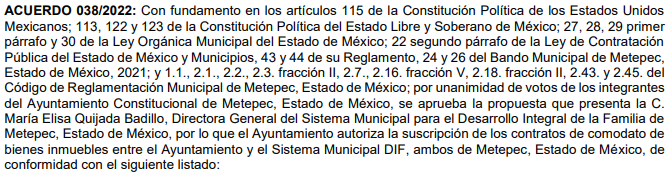 ACUERDO 038/2022: Con fundamento en los artículos 115 de la Constitución Política de los Estados Unidos
Mexicanos; 113, 122 y 123 de la Constitución Política del Estado Libre y Soberano de México; 27, 28, 29 primer
párrafo y 30 de la Ley Orgánica Municipal del Estado de México; 22 segundo párrafo de la Ley de Contratación
Pública del Estado de México y Municipios, 43 y 44 de su Reglamento, 24 y 26 del Bando Municipal de Metepec,
Estado de México, 2021; y 1.1., 2.1., 2.2., 2.3. fracción II, 2.7., 2.16. fracción V, 2.18. fracción II, 2.43. y 2.45. del
Código de Reglamentación Municipal de Metepec, Estado de México; por unanimidad de votos de los integrantes
del Ayuntamiento Constitucional de Metepec, Estado de México, se aprueba la propuesta que presenta la C.
María Elisa Quijada Badillo, Directora General del Sistema Municipal para el Desarrollo Integral de la Familia de
Metepec, Estado de México, por lo que el Ayuntamiento autoriza la suscripción de los contratos de comodato de
bienes inmuebles entre el Ayuntamiento y el Sistema Municipal DIF, ambos de Metepec, Estado de México, de
conformidad con el siguiente listado: